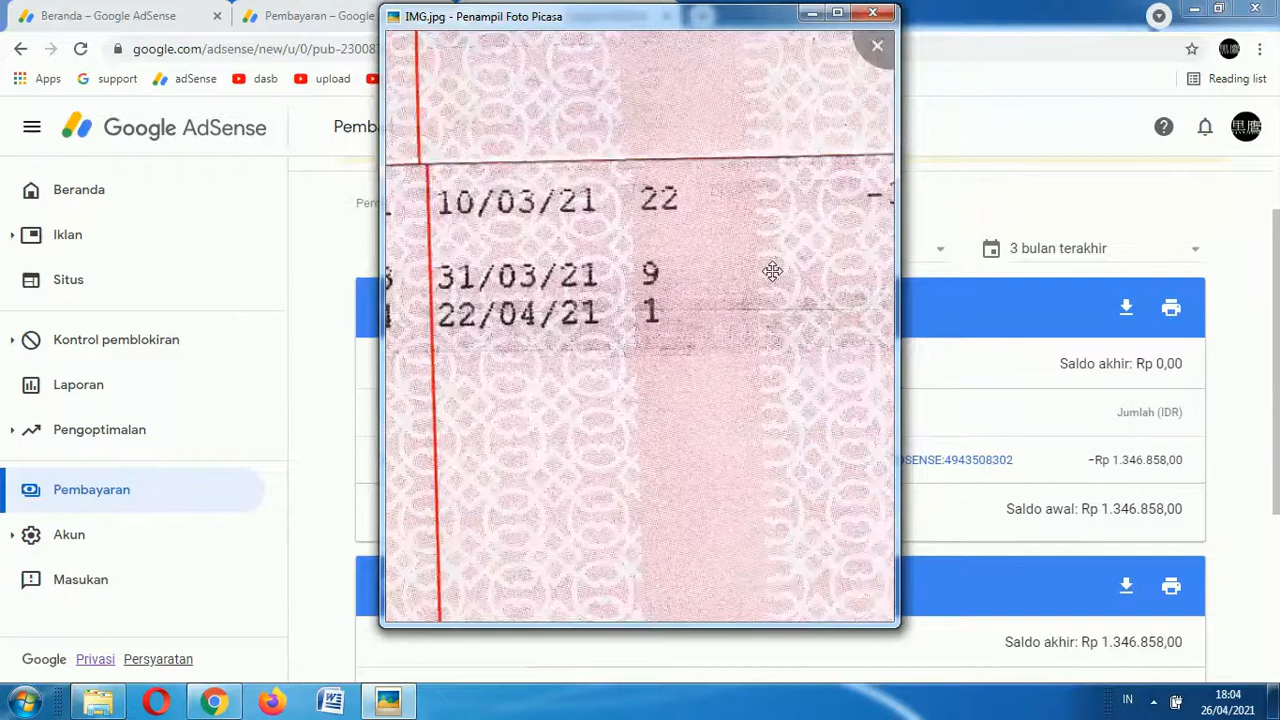 Beranda –
Pembayaran – Google
IMG.jpg - Penampil Foto Picasa
google.com/adsense/new/u/0/pub-23008
Apps
support
adSense
dasb
upload
Reading list
Google AdSense
Pemba
黒鷹
Beranda
Iklan
Situs
Kontrol pemblokiran
Laporan
Pengoptimalan
Pembayaran
Akun
Masukan
Google Privasi Persyaratan
10/03/21 22
31/03/21 9
22/04/21 1
3 bulan terakhir
Saldo akhir: Rp 0,00
Jumlah (IDR)
DSENSE:4943508302 −Rp 1.346.858,00
Saldo awal: Rp 1.346.858,00
Saldo akhir: Rp 1.346.858,00
IN
18:04
26/04/2021